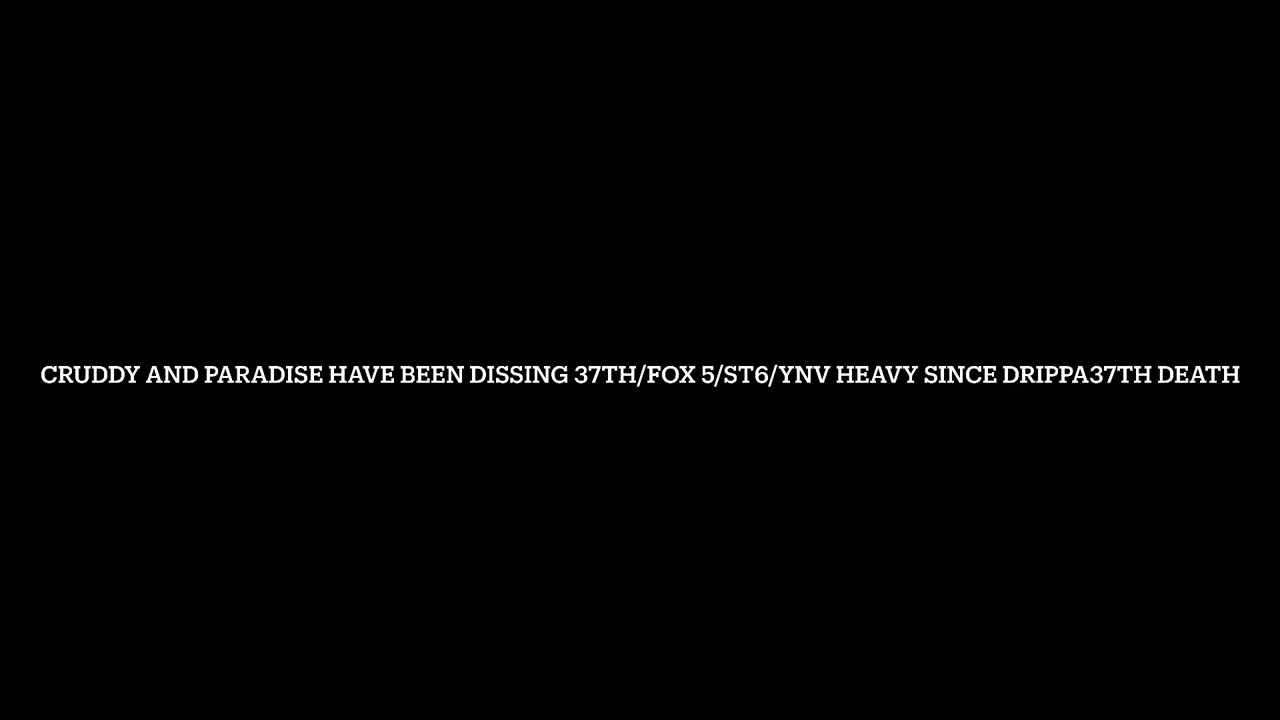 CRUDDY AND PARADISE HAVE BEEN DISSING 37TH/FOX 5/ST6/YNV HEAVY SINCE DRIPPA37TH DEATH